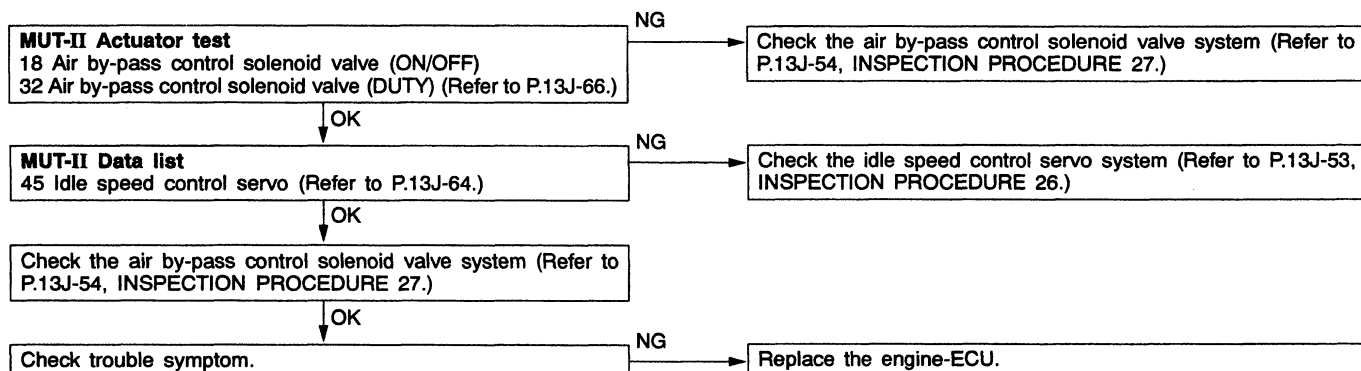 MUT-II Actuator test
18 Air by-pass control solenoid valve (ON/OFF)
32 Air by-pass control solenoid valve (DUTY) (Refer to P.13J-66.)
NG
Check the air by-pass control solenoid valve system (Refer to
P.13J-54, INSPECTION PROCEDURE 27.)
OK
MUT-II Data list
45 Idle speed control servo (Refer to P.13J-64.)
NG
Check the idle speed control servo system (Refer to P.13J-53,
INSPECTION PROCEDURE 26.)
OK
Check the air by-pass control solenoid valve system (Refer to
P.13J-54, INSPECTION PROCEDURE 27.)
OK
Check trouble symptom.
NG
Replace the engine-ECU.